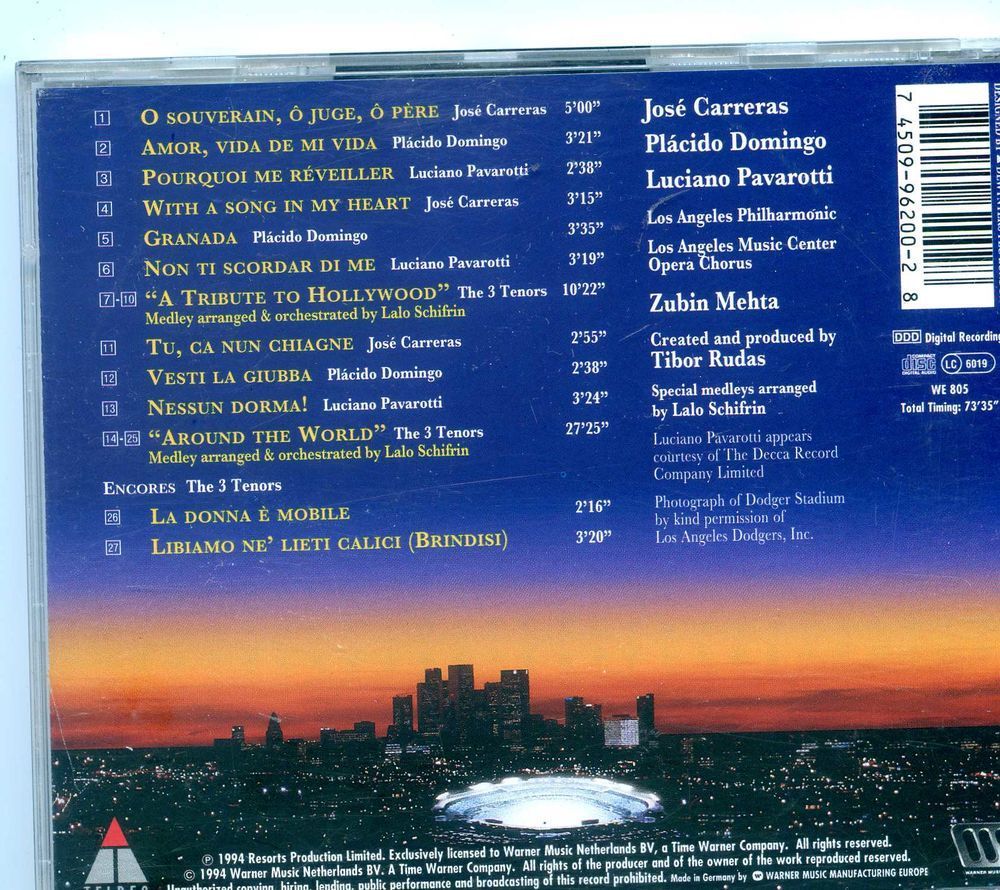 1 O SOUVERAIN, Ô JUGE, Ô PÈRE José Carreras 5'00”
2 AMOR, VIDA DE MI VIDA Plácido Domingo 3'21”
3 POURQUOI ME RÉVEILLER Luciano Pavarotti 2'38”
4 WITH A SONG IN MY HEART José Carreras 3'15”
5 GRANADA Plácido Domingo 3'35”
6 NON TI SCORDAR DI ME Luciano Pavarotti 3'19”
7-10 “A TRIBUTE TO HOLLYWOOD” The 3 Tenors 10'22”
Medley arranged & orchestrated by Lalo Schifrin
11 TU, CA NUN CHIAGNE José Carreras 2'55”
12 VESTI LA GIUBBA Plácido Domingo 2'38”
13 NESSUN DORMA! Luciano Pavarotti 3'24”
14-25 “AROUND THE WORLD” The 3 Tenors 27'25”
Medley arranged & orchestrated by Lalo Schifrin
ENCORES The 3 Tenors
26 LA DONNA È MOBILE 2'16”
27 LIBIAMO NE' LIETI CALICI (BRINDISI) 3'20”
José Carreras
Plácido Domingo
Luciano Pavarotti
Los Angeles Philharmonic
Los Angeles Music Center
Opera Chorus
Zubin Mehta
Created and produced by
Tibor Rudas
Special medleys arranged
by Lalo Schifrin
Luciano Pavarotti appears
courtesy of The Decca Record
Company Limited
Photograph of Dodger Stadium
by kind permission of
Los Angeles Dodgers, Inc.
7 45099-96200-2 8
DDD Digital Recording
COMPACT
disc
DIGITAL AUDIO
LC 6019
WE 805
Total Timing: 73'35”
TELDEC
℗ 1994 Resorts Production Limited. Exclusively licensed to Warner Music Netherlands BV, a Time Warner Company. All rights reserved.
© 1994 Warner Music Netherlands BV. A Time Warner Company. All rights of the producer and of the owner of the work reproduced reserved.
Unauthorized copying, hiring, lending, public performance and broadcasting of this record prohibited. Made in Germany by WARNER MUSIC MANUFACTURING EUROPE